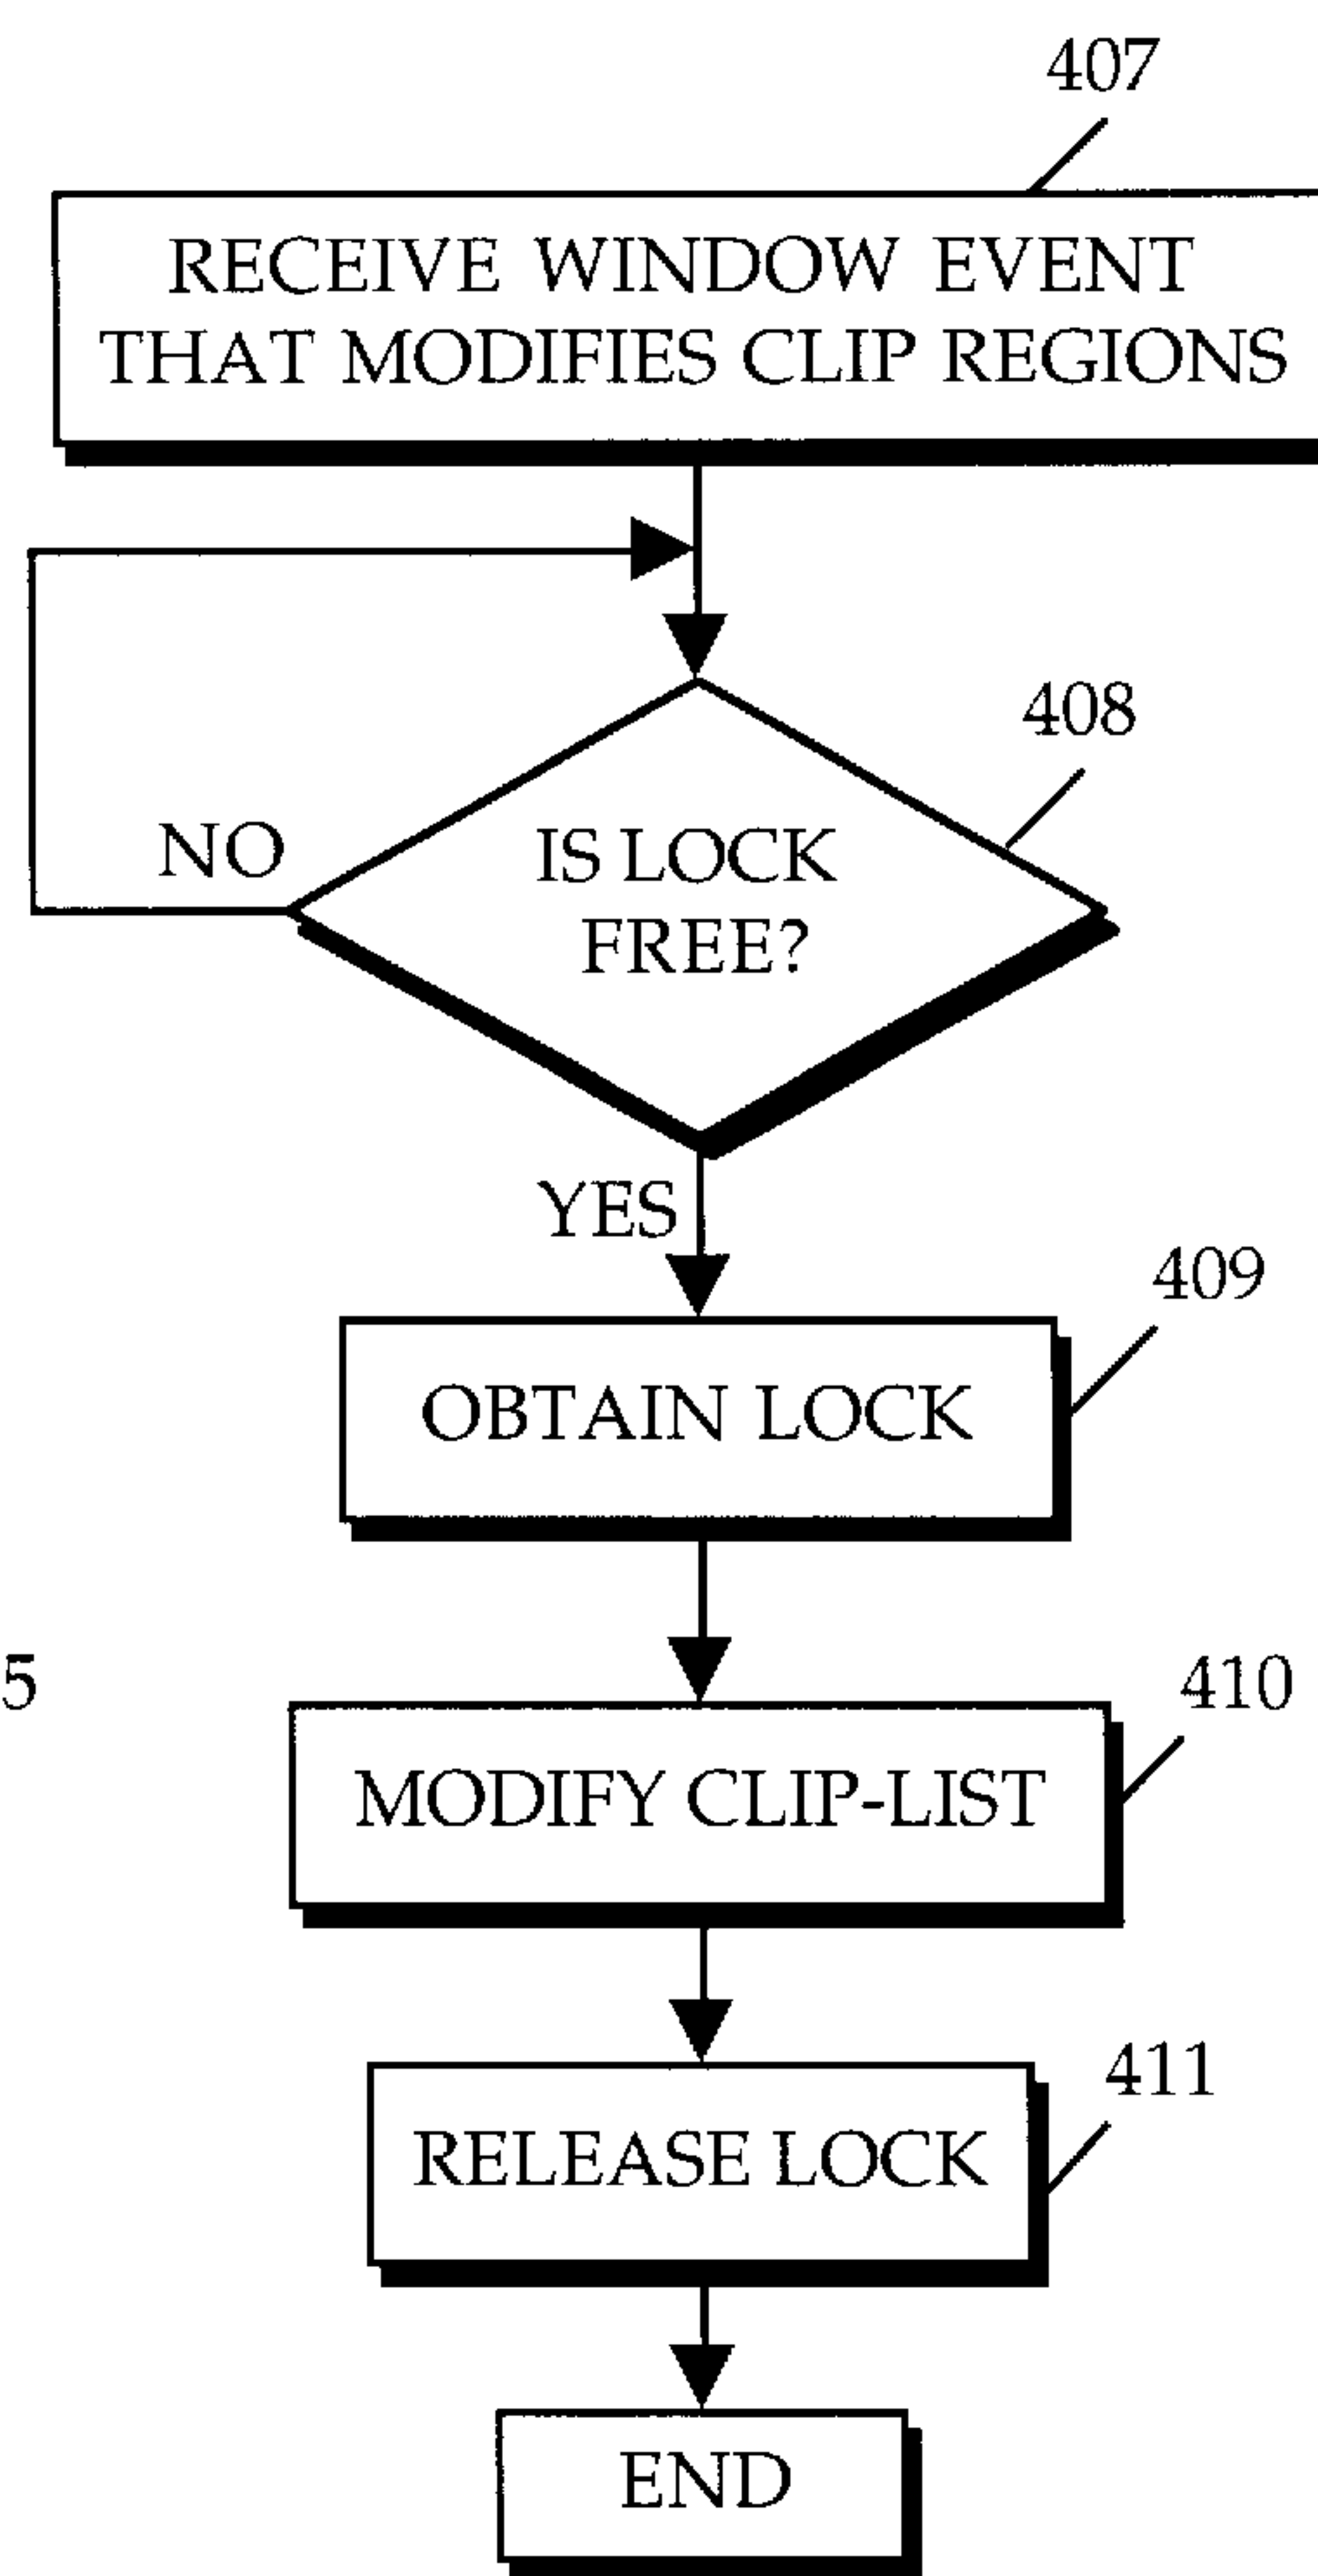 407
RECEIVE WINDOW EVENT
THAT MODIFIES CLIP REGIONS
408
IS LOCK
FREE?
NO
YES
409
OBTAIN LOCK
5
410
MODIFY CLIP-LIST
411
RELEASE LOCK
END